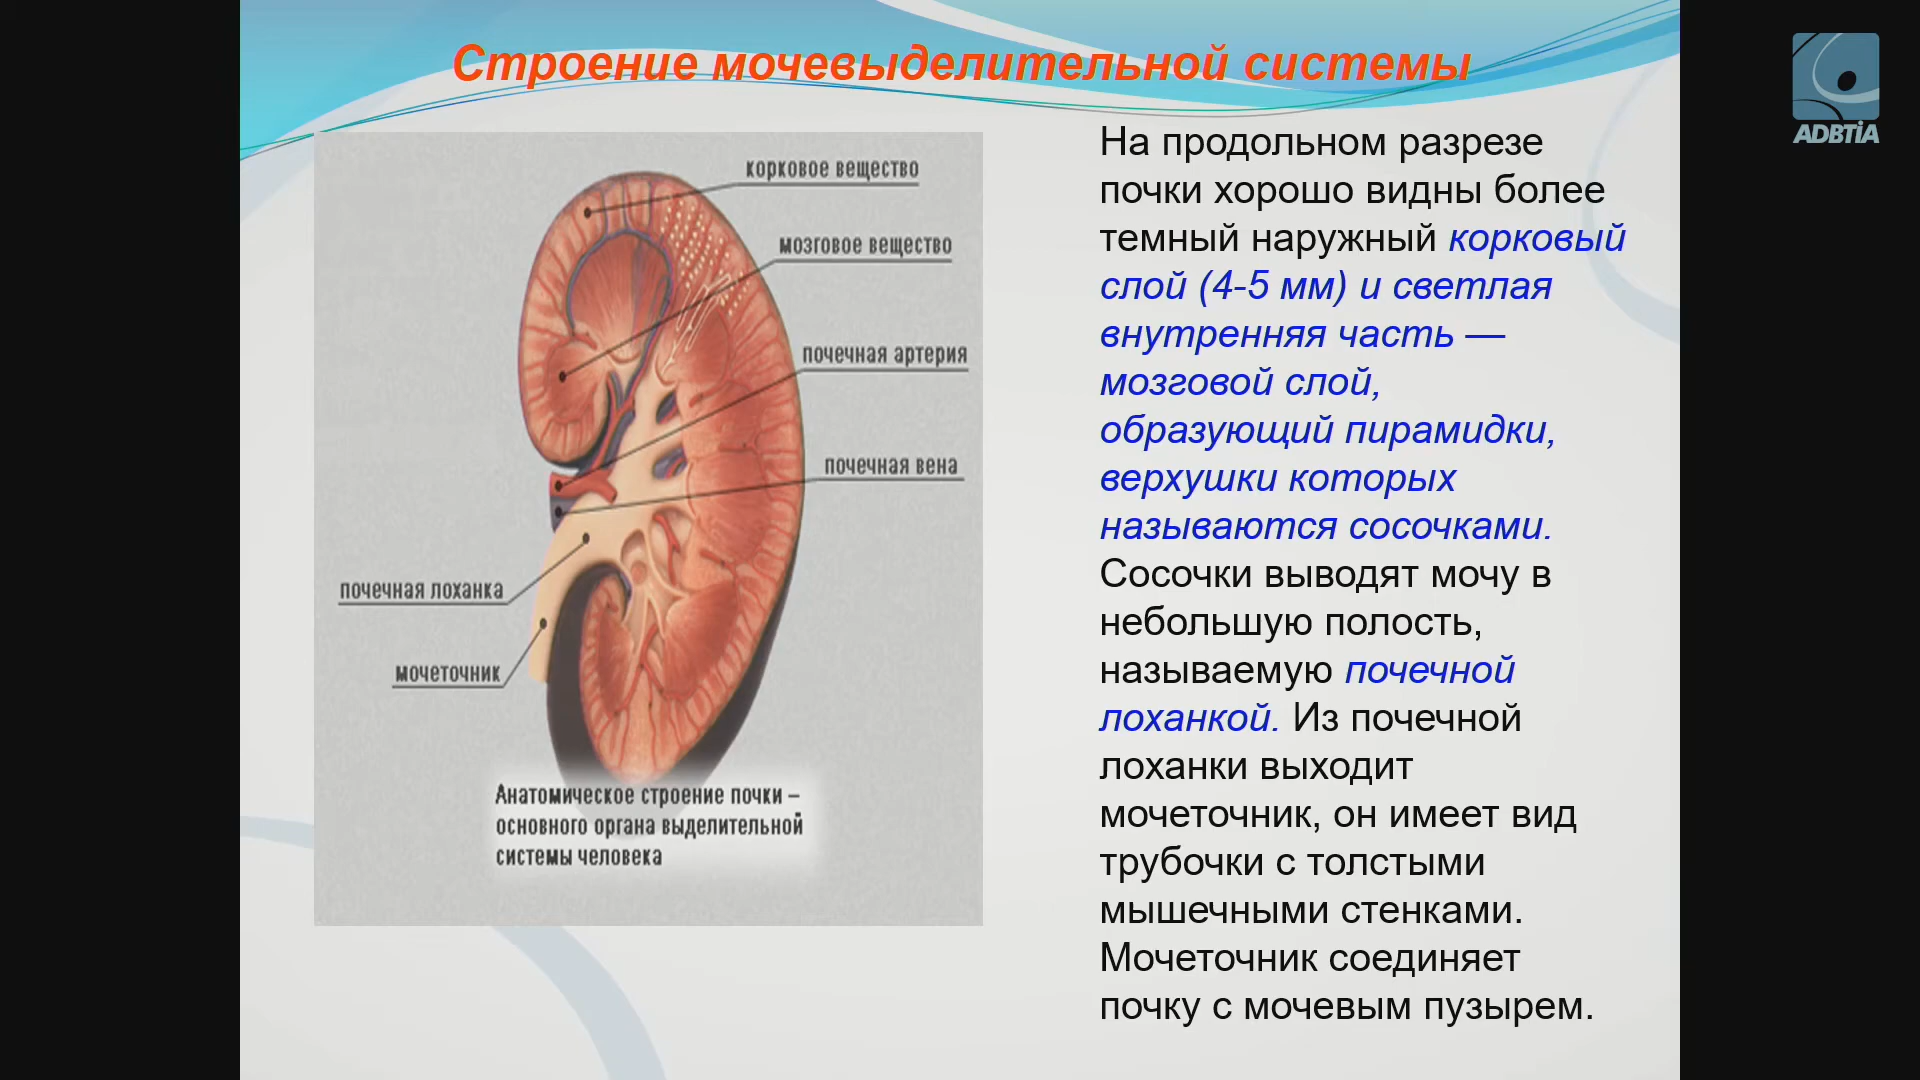 Строение мочевыделительной системы
ADBTiA
корковое вещество
мозговое вещество
почечная артерия
почечная вена
почечная лоханка
мочеточник
Анатомическое строение почки –
основного органа выделительной
системы человека
На продольном разрезе
почки хорошо видны более
темный наружный корковый
слой (4-5 мм) и светлая
внутренняя часть —
мозговой слой,
образующий пирамидки,
верхушки которых
называются сосочками.
Сосочки выводят мочу в
небольшую полость,
называемую почечной
лоханкой. Из почечной
лоханки выходит
мочеточник, он имеет вид
трубочки с толстыми
мышечными стенками.
Мочеточник соединяет
почку с мочевым пузырем.